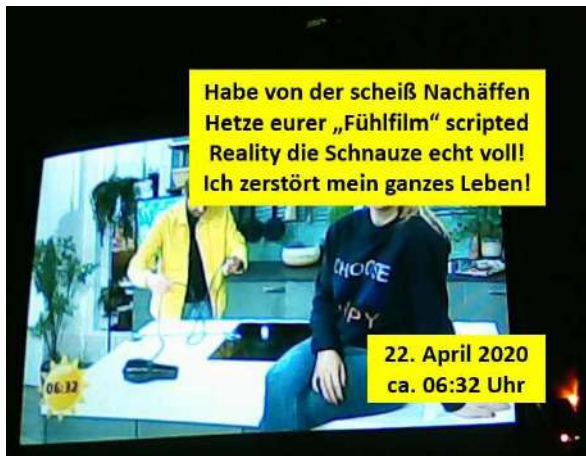 Habe von der scheiß Nachäffen
Hetze eurer „Fühlfilm“ scripted
Reality die Schnauze echt voll!
Ich zerstört mein ganzes Leben!
CHOOSE
22. April 2020
ca. 06:32 Uhr
06:32